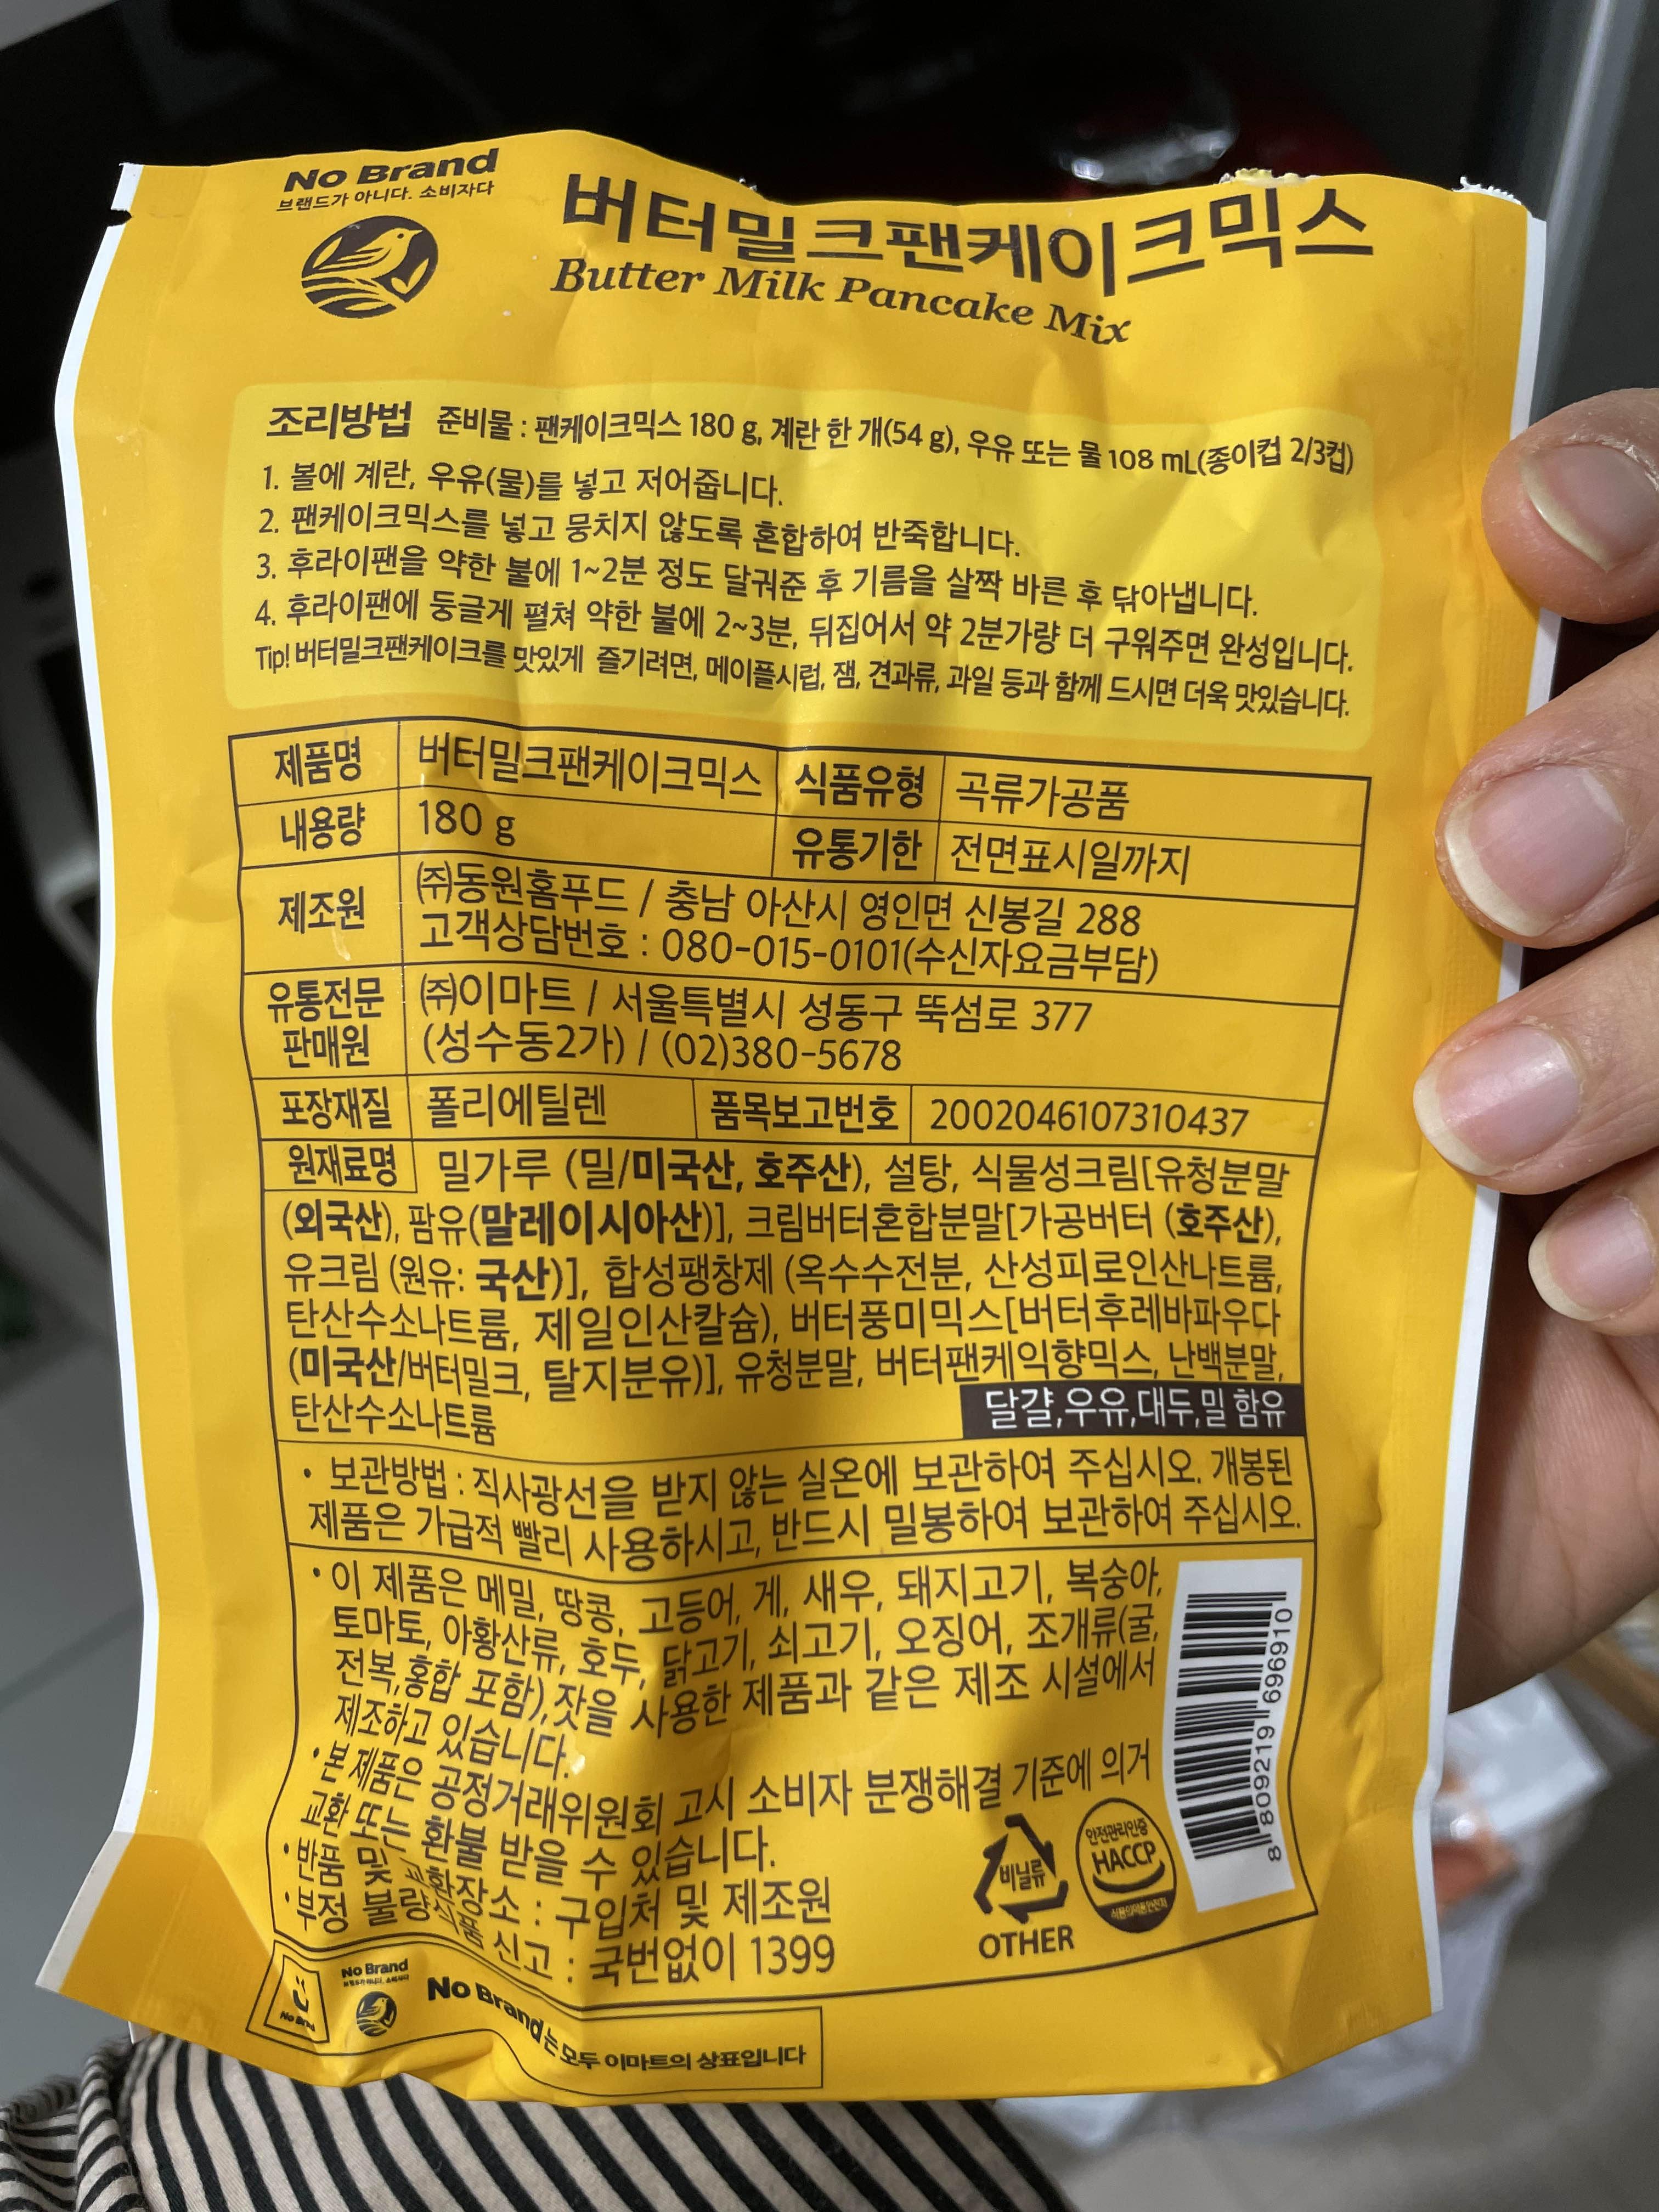 No Brand
브랜드가 아니다. 소비자다
버터밀크팬케이크믹스
Butter Milk Pancake Mix
조리방법 준비물 : 팬케이크믹스 180 g, 계란 한 개(54 g), 우유 또는 물 108 mL(종이컵 2/3컵)
1. 볼에 계란, 우유(물)를 넣고 저어줍니다.
2. 팬케이크믹스를 넣고 뭉치지 않도록 혼합하여 반죽합니다.
3. 후라이팬을 약한 불에 1~2분 정도 달궈준 후 기름을 살짝 바른 후 닦아냅니다.
4. 후라이팬에 둥글게 펼쳐 약한 불에 2~3분, 뒤집어서 약 2분가량 더 구워주면 완성입니다.
Tip! 버터밀크팬케이크를 맛있게 즐기려면, 메이플시럽, 잼, 견과류, 과일 등과 함께 드시면 더욱 맛있습니다.
제품명 버터밀크팬케이크믹스 식품유형 곡류가공품
내용량 180 g 유통기한 전면표시일까지
제조원 ㈜동원홈푸드 / 충남 아산시 영인면 신봉길 288
고객상담번호 : 080-015-0101(수신자요금부담)
유통전문 ㈜이마트 / 서울특별시 성동구 뚝섬로 377
판매원 (성수동2가) / (02)380-5678
포장재질 폴리에틸렌 품목보고번호 2002046107310437
원재료명 밀가루 (밀/미국산, 호주산), 설탕, 식물성크림[유청분말
(외국산), 팜유(말레이시아산)], 크림버터혼합분말[가공버터 (호주산),
유크림 (원유: 국산)], 합성팽창제 (옥수수전분, 산성피로인산나트륨,
탄산수소나트륨, 제일인산칼슘), 버터풍미믹스[버터후레바파우다
(미국산/버터밀크, 탈지분유)], 유청분말, 버터팬케익향믹스, 난백분말,
탄산수소나트륨
달걀,우유,대두,밀 함유
• 보관방법 : 직사광선을 받지 않는 실온에 보관하여 주십시오. 개봉된
제품은 가급적 빨리 사용하시고, 반드시 밀봉하여 보관하여 주십시오.
• 이 제품은 메밀, 땅콩, 고등어, 게, 새우, 돼지고기, 복숭아,
토마토, 아황산류, 호두, 닭고기, 쇠고기, 오징어, 조개류(굴,
전복,홍합 포함),잣을 사용한 제품과 같은 제조 시설에서
제조하고 있습니다.
• 본 제품은 공정거래위원회 고시 소비자 분쟁해결 기준에 의거
교환 또는 환불 받을 수 있습니다.
• 반품 및 교환장소 : 구입처 및 제조원
• 부정 불량식품 신고 : 국번없이 1399
비닐류
OTHER
안전관리인증
HACCP
식품의약품안전처
8 809219 696910
No Brand
No Brand
브랜드가 아니다. 소비자다
No Brand는 모두 이마트의 상표입니다